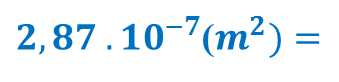 2,87 . 10⁻⁷(m²) =